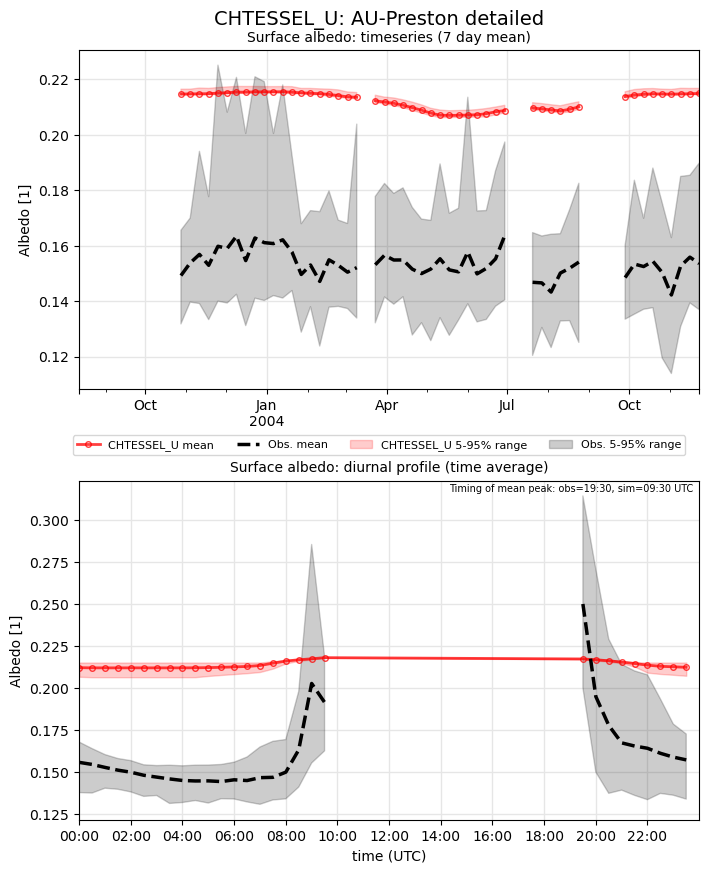 CHTESSEL_U: AU-Preston detailed
Surface albedo: timeseries (7 day mean)
0.22
0.20
0.18
0.16
0.14
0.12
Albedo [1]
Oct
Jan
2004
Apr
Jul
Oct
CHTESSEL_U mean
Obs. mean
CHTESSEL_U 5-95% range
Obs. 5-95% range
Surface albedo: diurnal profile (time average)
Timing of mean peak: obs=19:30, sim=09:30 UTC
0.300
0.275
0.250
0.225
0.200
0.175
0.150
0.125
Albedo [1]
00:00
02:00
04:00
06:00
08:00
10:00
12:00
14:00
16:00
18:00
20:00
22:00
time (UTC)